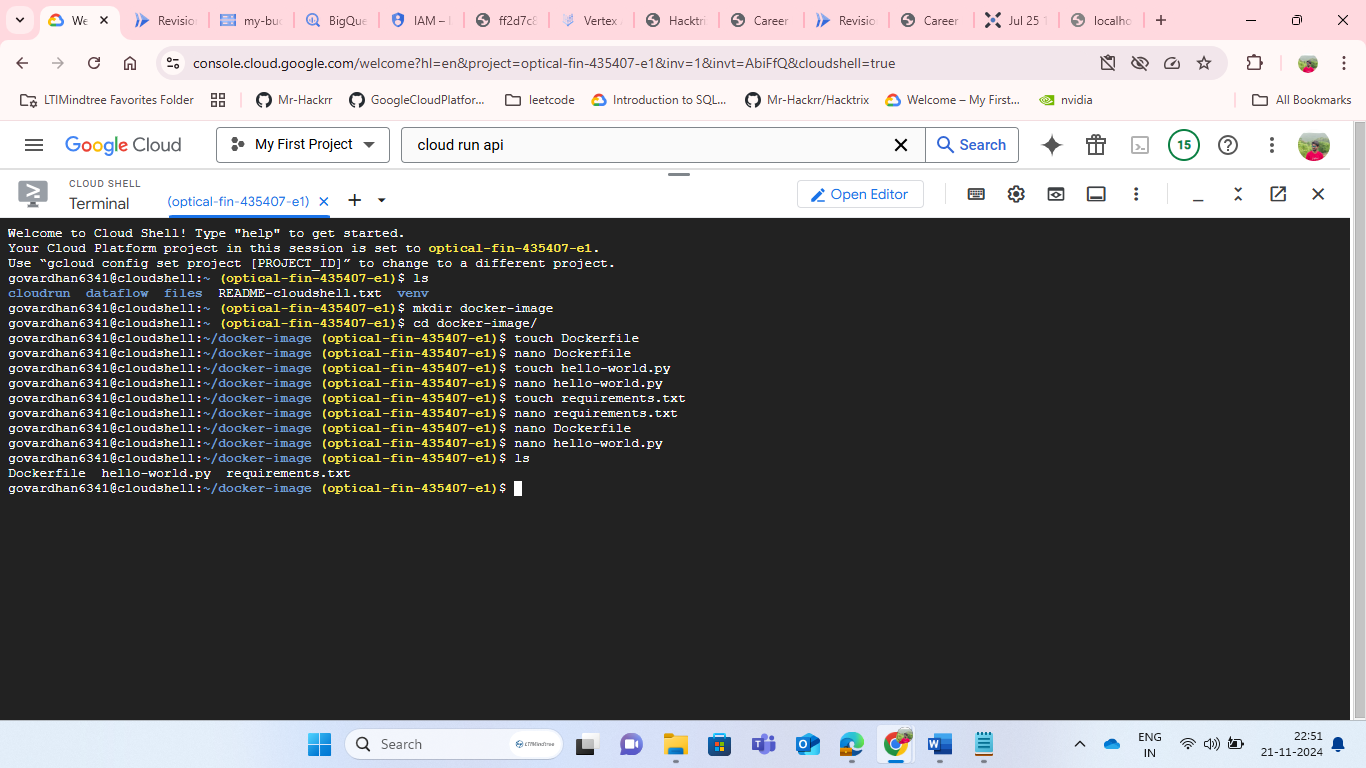 We
Revision
my-buc
BigQue
IAM – I
ff2d7c8
Vertex A
Hacktri
Career
Revision
Career
Jul 25 1
localho
console.cloud.google.com/welcome?hl=en&project=optical-fin-435407-e1&inv=1&invt=AbiFfQ&cloudshell=true
LTIMindtree Favorites Folder
Mr-Hackrr
GoogleCloudPlatfor...
leetcode
Introduction to SQL...
Mr-Hackrr/Hacktrix
Welcome – My First...
nvidia
All Bookmarks
Google Cloud
My First Project
cloud run api
Search
15
CLOUD SHELL
Terminal
(optical-fin-435407-e1)
Open Editor
Welcome to Cloud Shell! Type "help" to get started.
Your Cloud Platform project in this session is set to optical-fin-435407-e1.
Use “gcloud config set project [PROJECT_ID]” to change to a different project.
govardhan6341@cloudshell:~ (optical-fin-435407-e1)$ ls
cloudrun  dataflow  files  README-cloudshell.txt  venv
govardhan6341@cloudshell:~ (optical-fin-435407-e1)$ mkdir docker-image
govardhan6341@cloudshell:~ (optical-fin-435407-e1)$ cd docker-image/
govardhan6341@cloudshell:~/docker-image (optical-fin-435407-e1)$ touch Dockerfile
govardhan6341@cloudshell:~/docker-image (optical-fin-435407-e1)$ nano Dockerfile
govardhan6341@cloudshell:~/docker-image (optical-fin-435407-e1)$ touch hello-world.py
govardhan6341@cloudshell:~/docker-image (optical-fin-435407-e1)$ nano hello-world.py
govardhan6341@cloudshell:~/docker-image (optical-fin-435407-e1)$ touch requirements.txt
govardhan6341@cloudshell:~/docker-image (optical-fin-435407-e1)$ nano requirements.txt
govardhan6341@cloudshell:~/docker-image (optical-fin-435407-e1)$ nano Dockerfile
govardhan6341@cloudshell:~/docker-image (optical-fin-435407-e1)$ nano hello-world.py
govardhan6341@cloudshell:~/docker-image (optical-fin-435407-e1)$ ls
Dockerfile  hello-world.py  requirements.txt
govardhan6341@cloudshell:~/docker-image (optical-fin-435407-e1)$
Search
LTIMindtree
ENG
IN
22:51
21-11-2024